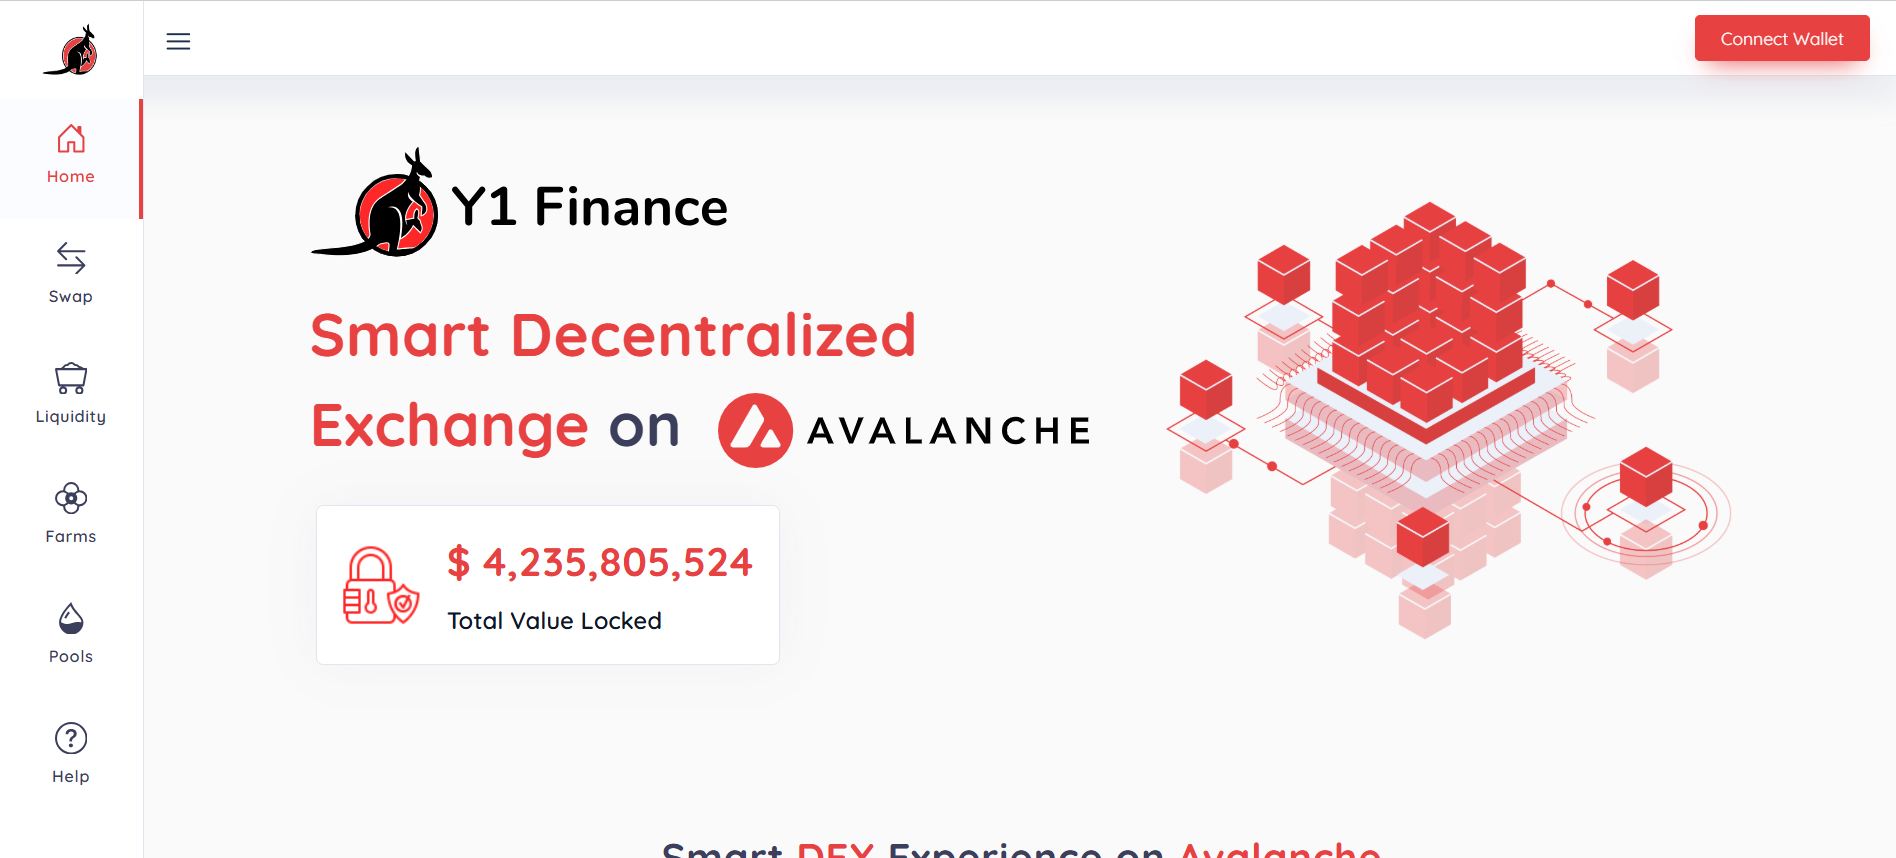 Connect Wallet
Home
Swap
Liquidity
Farms
Pools
Help
Y1 Finance
Smart Decentralized
Exchange on AVALANCHE
$ 4,235,805,524
Total Value Locked
Smart DEX Experience on Avalanche